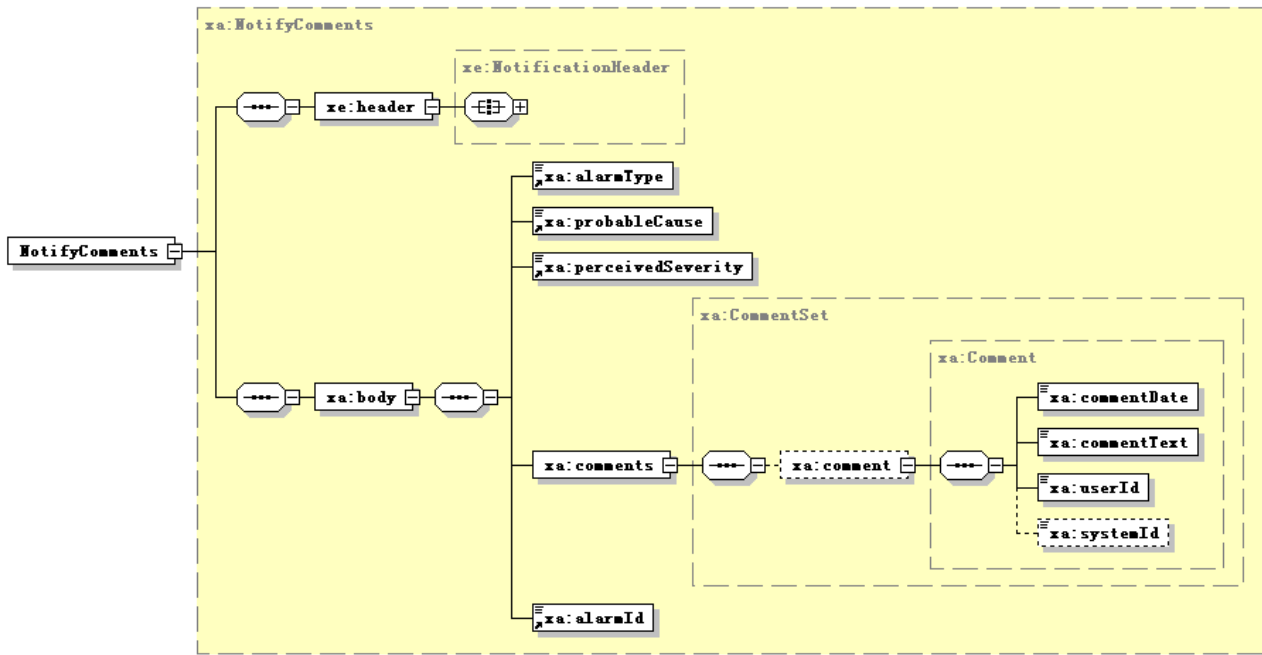 xa:NotifyComments
xe:NotificationHeader
xe:header
xa:alarmType
xa:probableCause
NotifyComments
xa:perceivedSeverity
xa:CommentSet
xa:Comment
xa:body
xa:commentDate
xa:commentText
xa:comments
xa:comment
xa:userId
xa:systemId
xa:alarmId